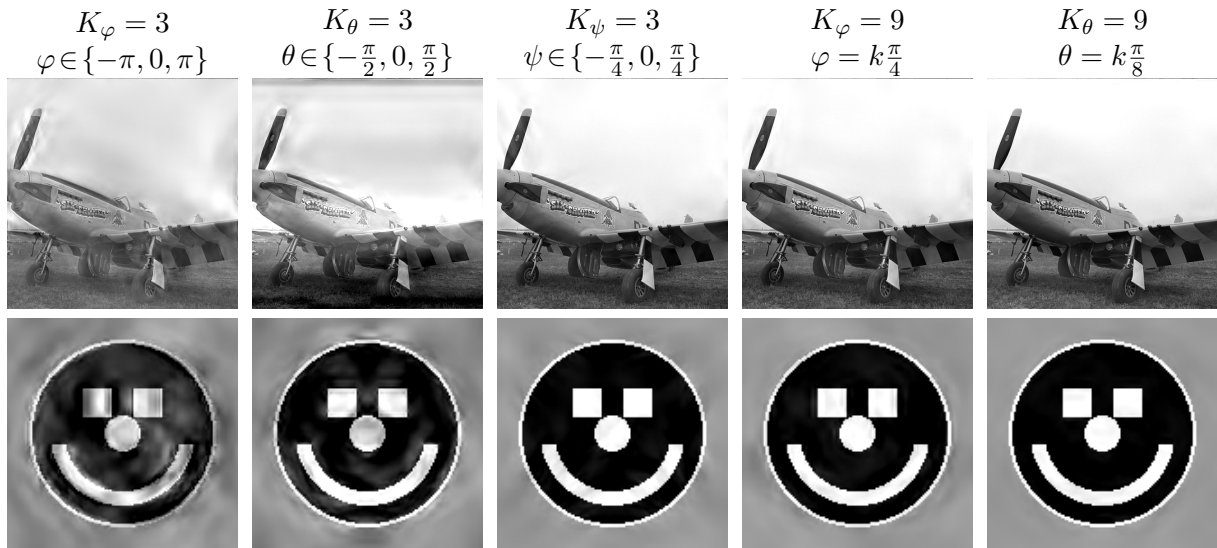 K_φ = 3
φ∈{−π, 0, π}
K_θ = 3
θ∈{−π/2, 0, π/2}
K_ψ = 3
ψ∈{−π/4, 0, π/4}
K_φ = 9
φ = kπ/4
K_θ = 9
θ = kπ/8